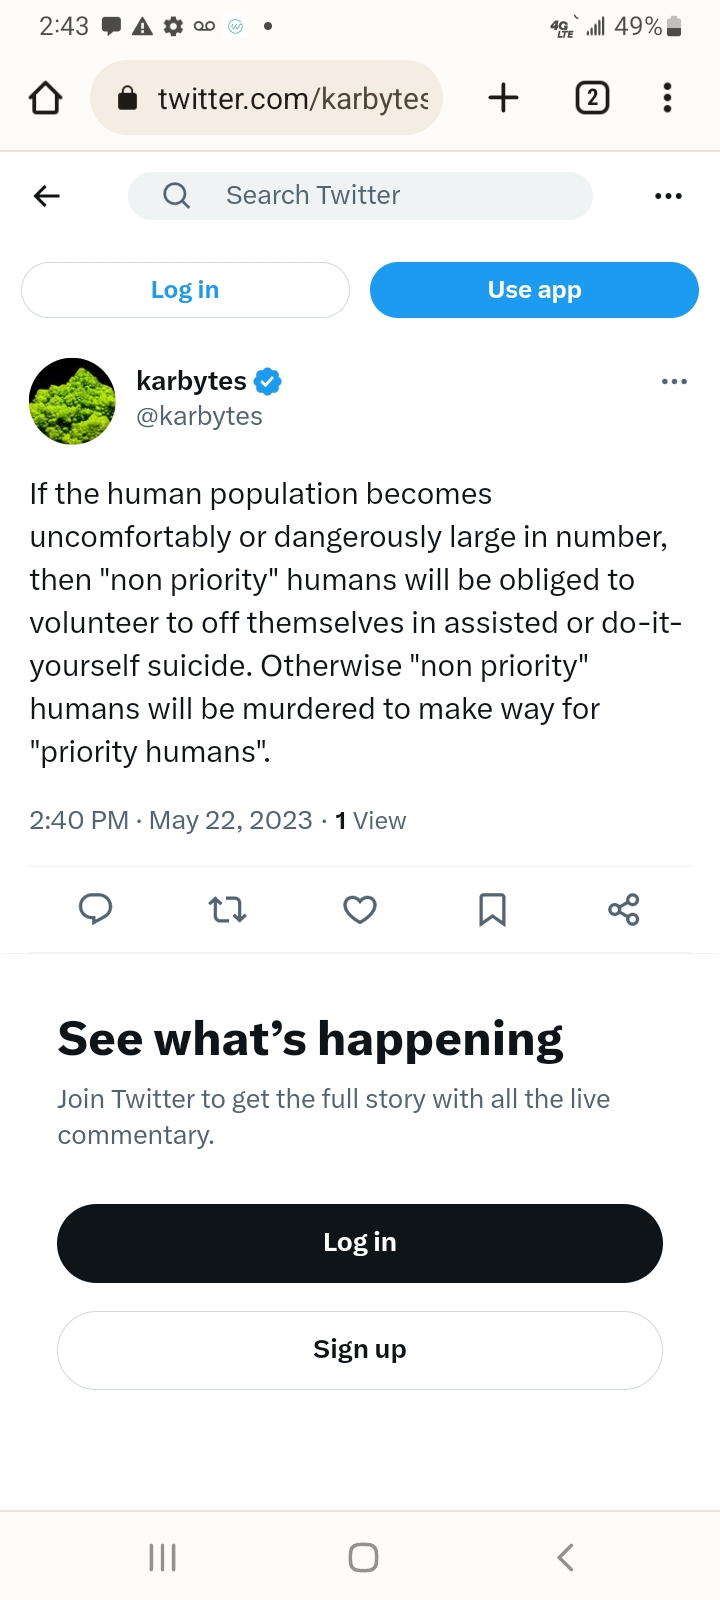 2:43
4G LTE 49%
twitter.com/karbytes
2
Search Twitter
Log in
Use app
karbytes
@karbytes
If the human population becomes
uncomfortably or dangerously large in number,
then "non priority" humans will be obliged to
volunteer to off themselves in assisted or do-it-
yourself suicide. Otherwise "non priority"
humans will be murdered to make way for
"priority humans".
2:40 PM · May 22, 2023 · 1 View
See what’s happening
Join Twitter to get the full story with all the live
commentary.
Log in
Sign up